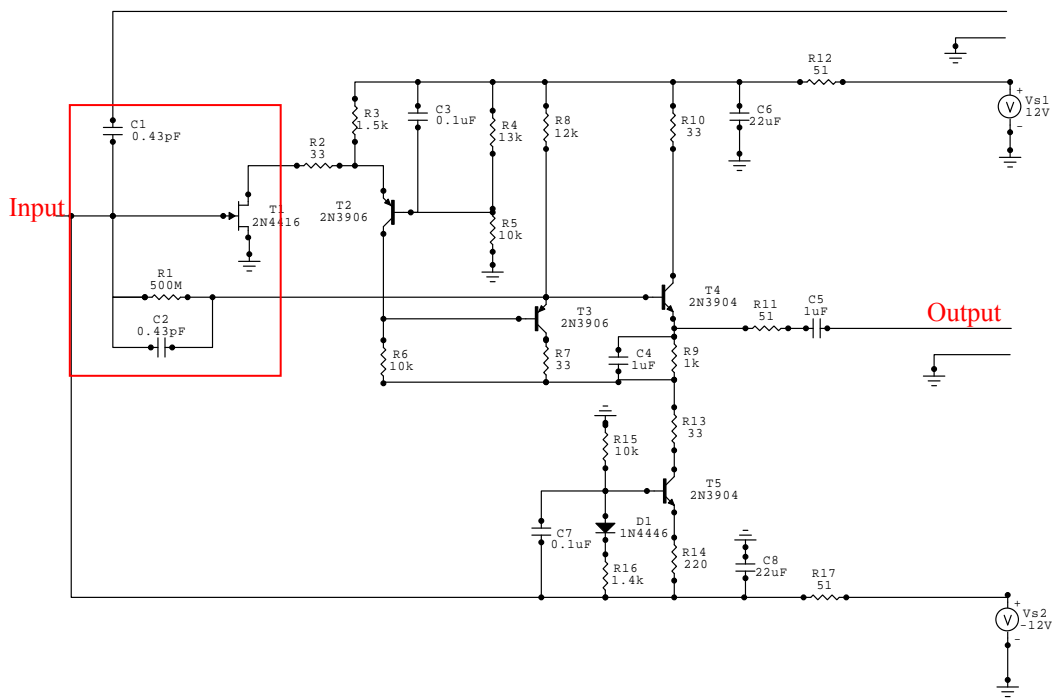 R12
51
Vs1
12V
+
V
-
C1
0.43pF
R3
1.5k
C3
0.1uF
R4
13k
R8
12k
R10
33
C6
22uF
R2
33
Input
T1
2N4416
T2
2N3906
R5
10k
R1
500M
C2
0.43pF
T3
2N3906
T4
2N3904
R11
51
C5
1uF
Output
R6
10k
R7
33
C4
1uF
R9
1k
R15
10k
R13
33
T5
2N3904
C7
0.1uF
D1
1N4446
R14
220
C8
22uF
R16
1.4k
R17
51
Vs2
-12V
+
V
-